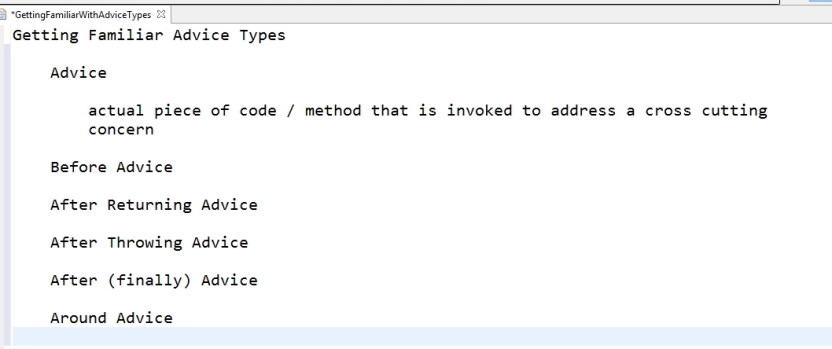 *GettingFamiliarWithAdviceTypes
Getting Familiar Advice Types
Advice
actual piece of code / method that is invoked to address a cross cutting
concern
Before Advice
After Returning Advice
After Throwing Advice
After (finally) Advice
Around Advice